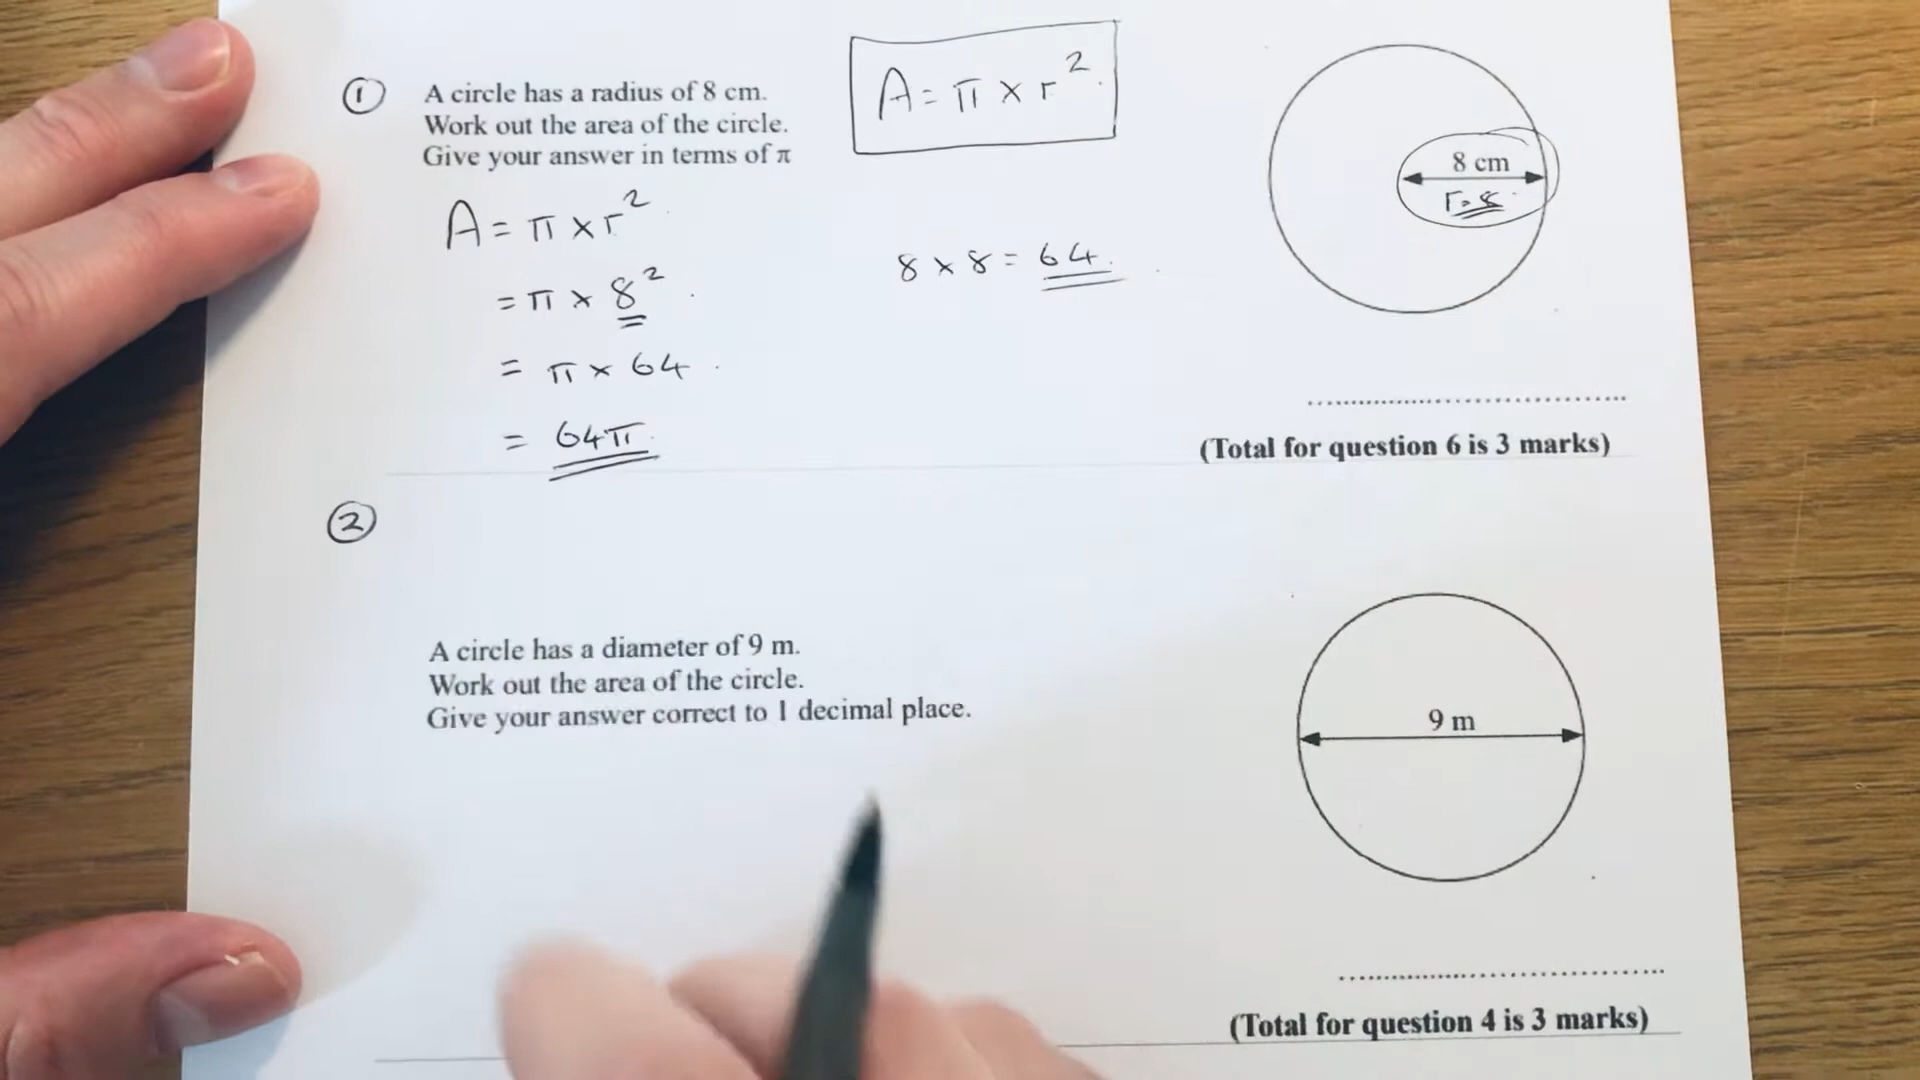 ①
A circle has a radius of 8 cm.
Work out the area of the circle.
Give your answer in terms of π
A = π × r²
A = π × r²
= π × 8²
= π × 64
= 64π
8 × 8 = 64
8 cm
r = 8
(Total for question 6 is 3 marks)
②
A circle has a diameter of 9 m.
Work out the area of the circle.
Give your answer correct to 1 decimal place.
9 m
(Total for question 4 is 3 marks)